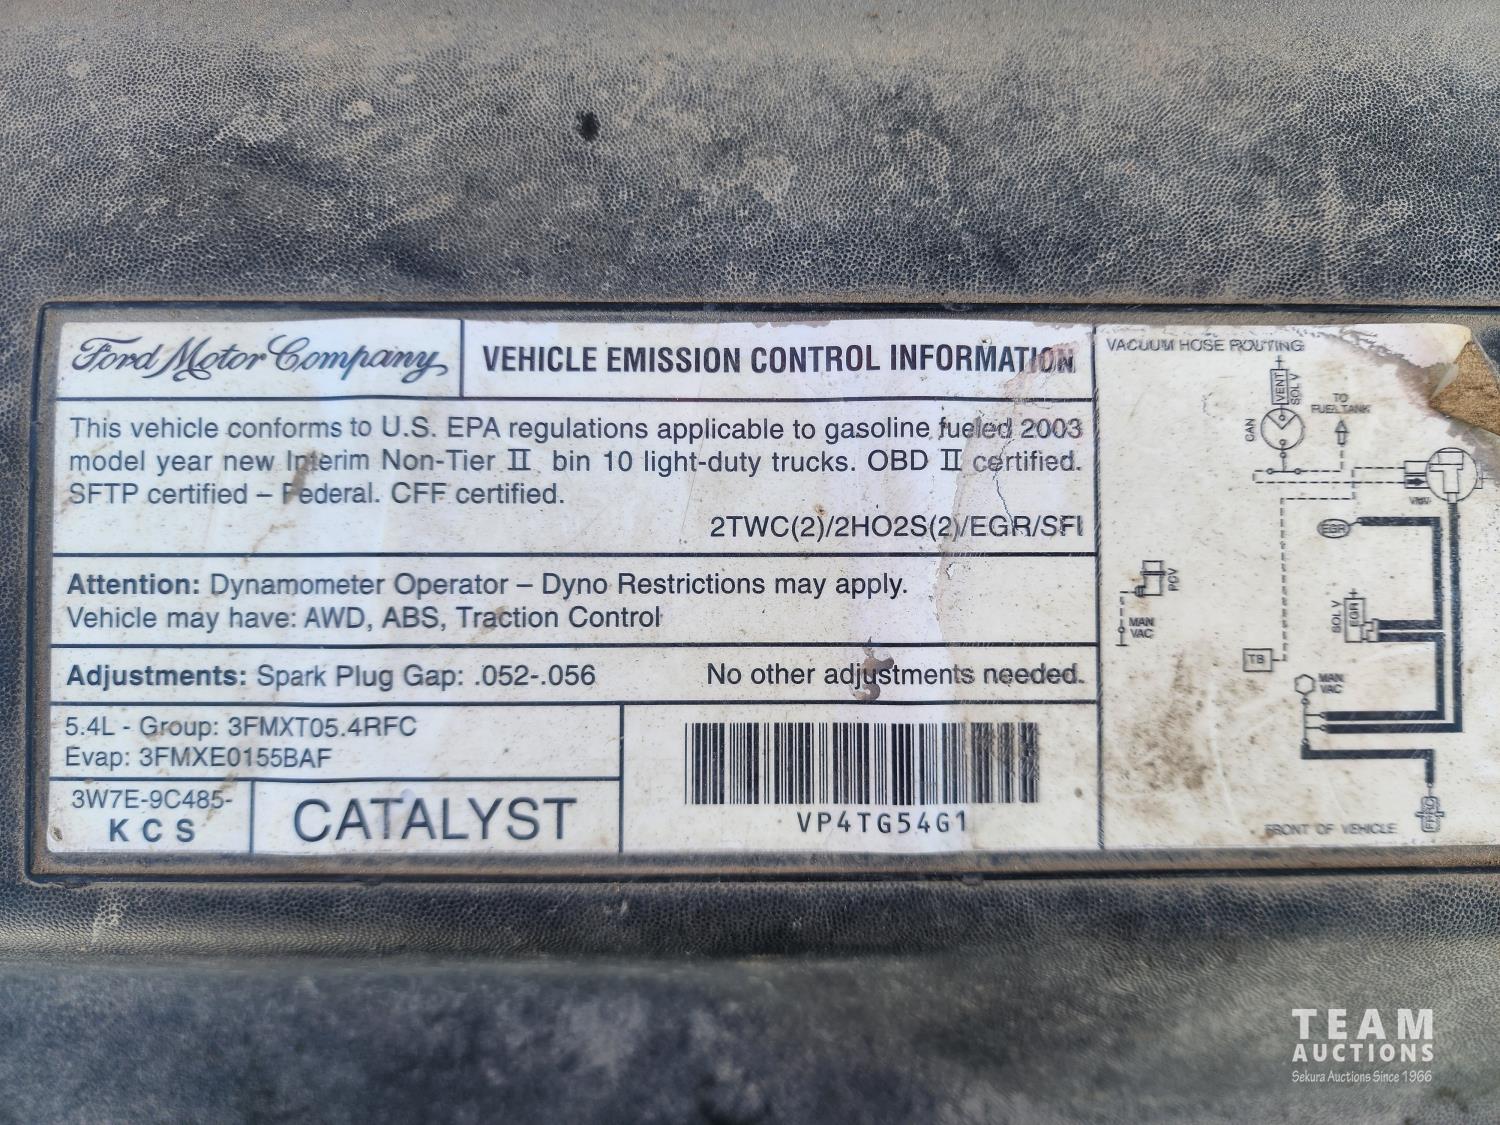 Ford Motor Company
VEHICLE EMISSION CONTROL INFORMATION
This vehicle conforms to U.S. EPA regulations applicable to gasoline fueled 2003
model year new Interim Non-Tier II bin 10 light-duty trucks. OBD II certified.
SFTP certified – Federal. CFF certified.
2TWC(2)/2HO2S(2)/EGR/SFI
Attention: Dynamometer Operator – Dyno Restrictions may apply.
Vehicle may have: AWD, ABS, Traction Control
Adjustments: Spark Plug Gap: .052-.056
No other adjustments needed.
5.4L - Group: 3FMXT05.4RFC
Evap: 3FMXE0155BAF
3W7E-9C485-
K C S
CATALYST
VP4TG54G1
VACUUM HOSE ROUTING
VENT
SOL V
CAN
TO
FUEL TANK
EGR
PCV
MAN
VAC
SOL V
EGR
TB
MAN
VAC
FRONT OF VEHICLE
TEAM
AUCTIONS
Sekura Auctions Since 1966